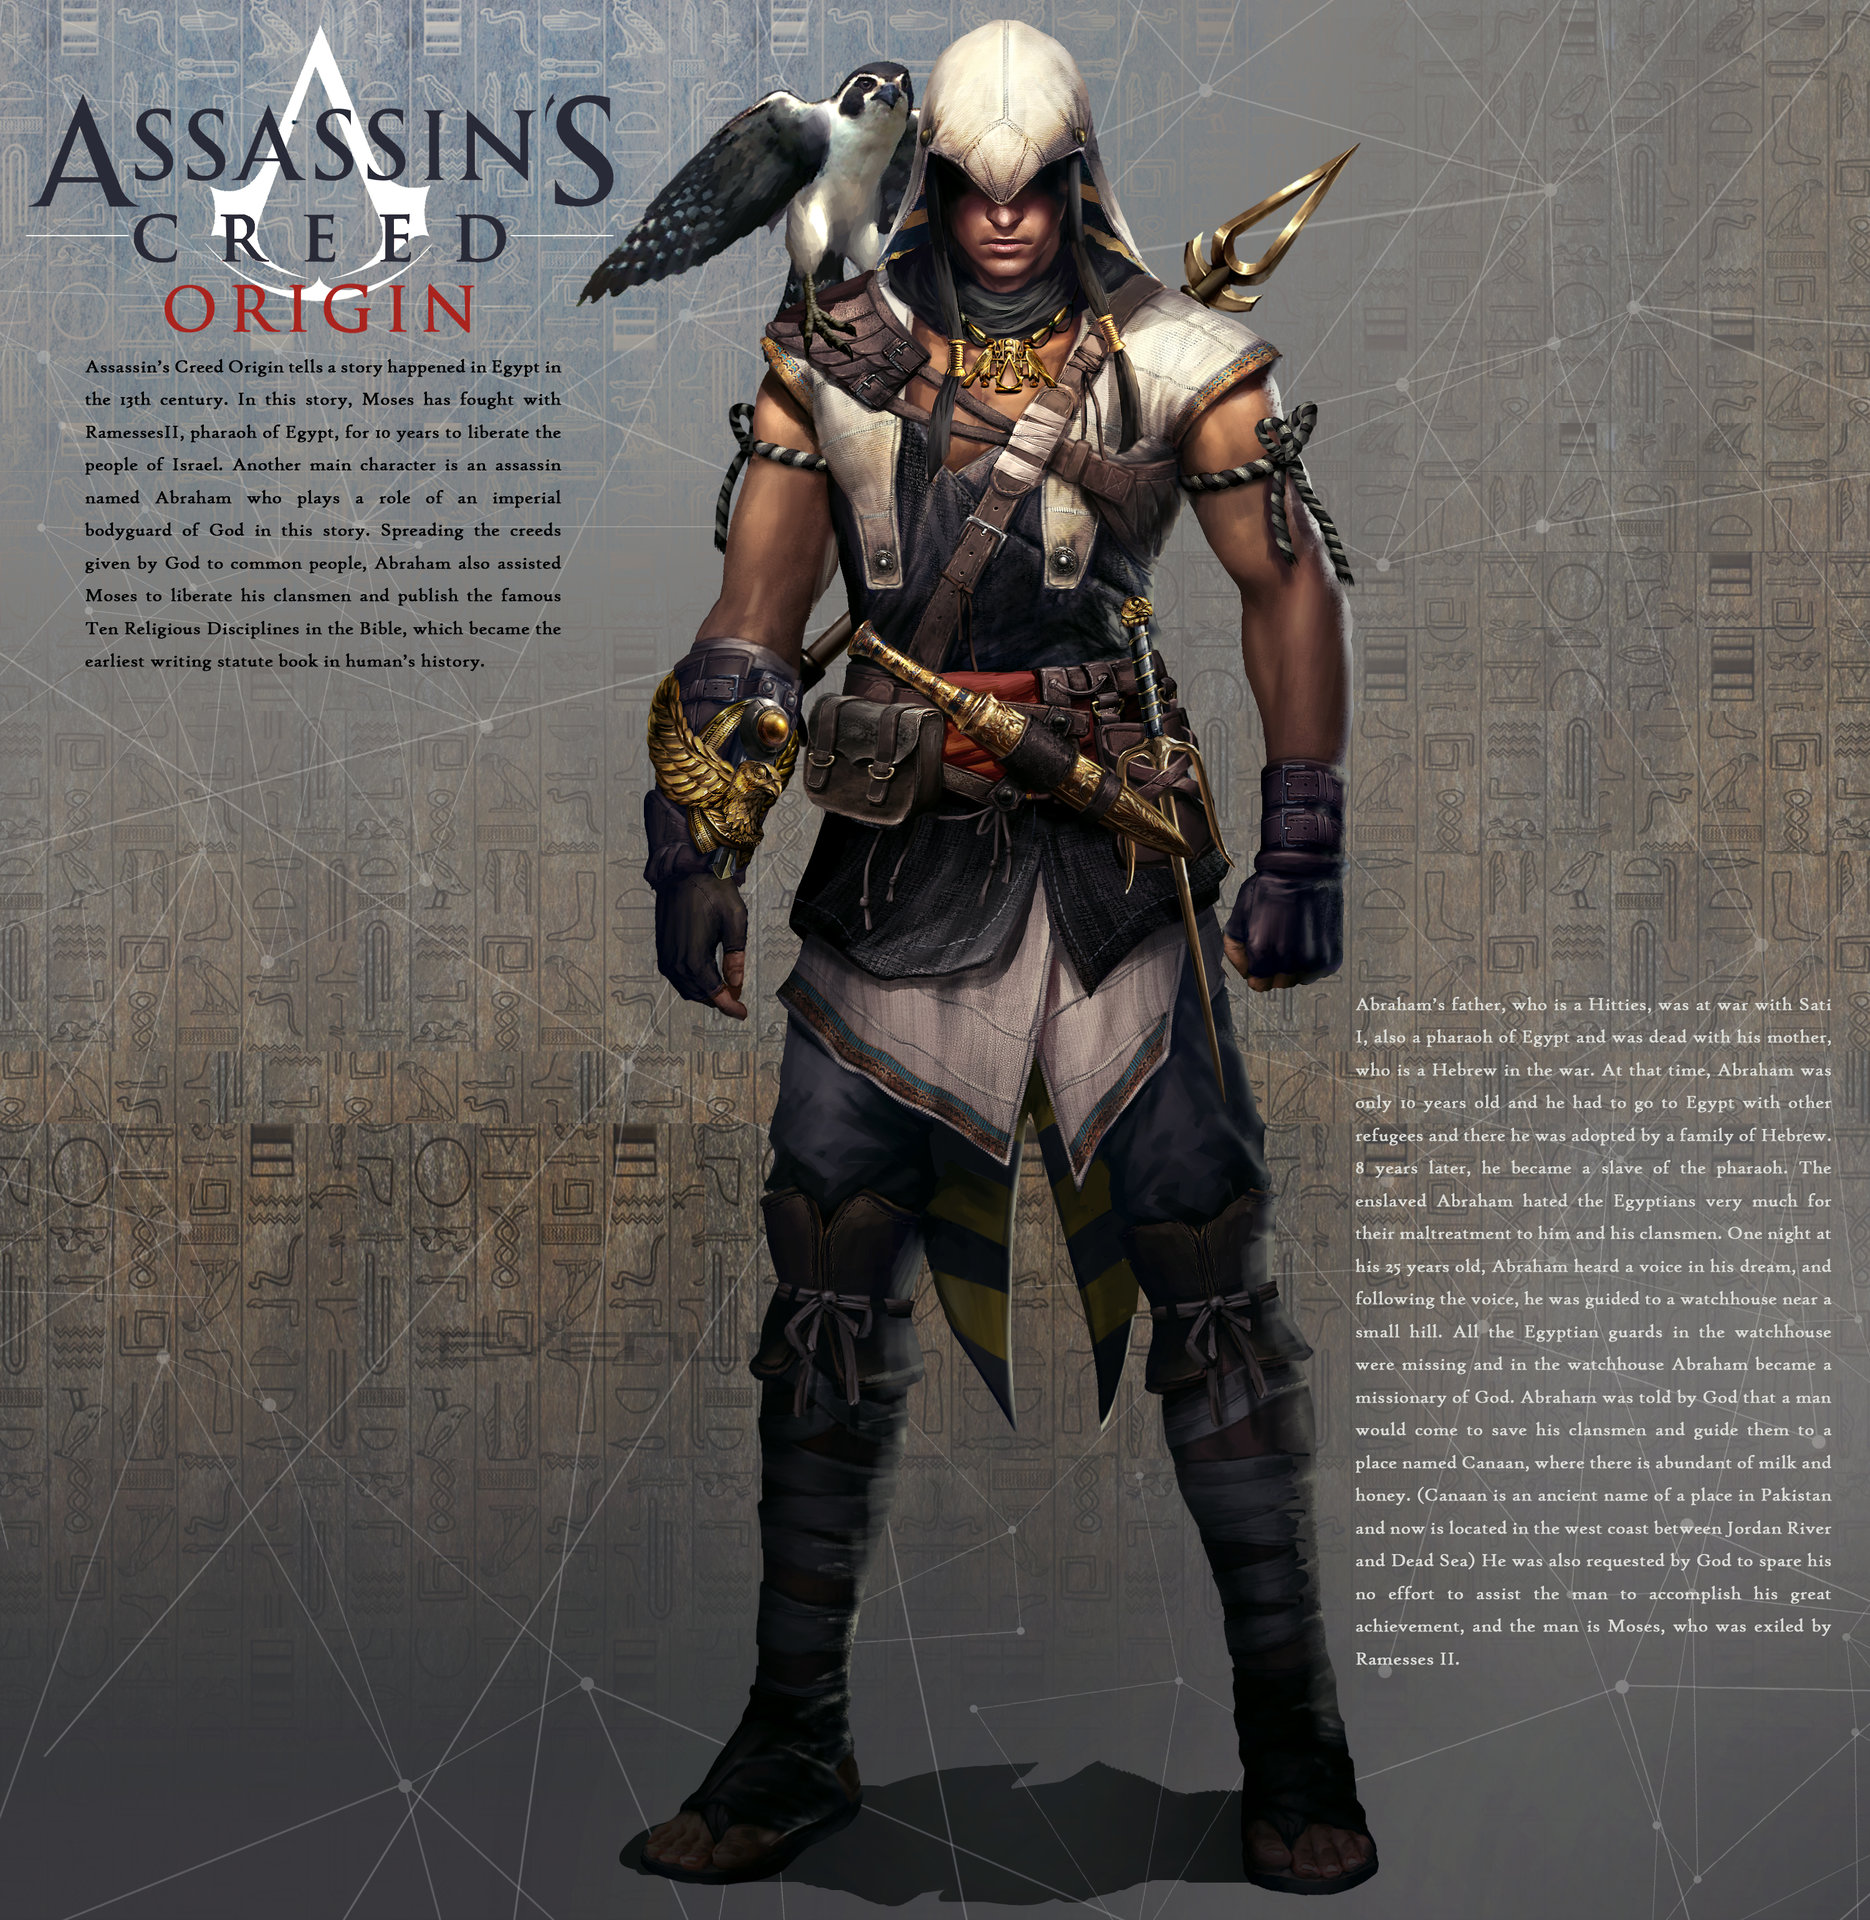 ASSASSIN'S
CREED
ORIGIN
Assassin's Creed Origin tells a story happened in Egypt in
the 13th century. In this story, Moses has fought with
RamessesII, pharaoh of Egypt, for 10 years to liberate the
people of Israel. Another main character is an assassin
named Abraham who plays a role of an imperial
bodyguard of God in this story. Spreading the creeds
given by God to common people, Abraham also assisted
Moses to liberate his clansmen and publish the famous
Ten Religious Disciplines in the Bible, which became the
earliest writing statute book in human's history.
Abraham's father, who is a Hitties, was at war with Sati
I, also a pharaoh of Egypt and was dead with his mother,
who is a Hebrew in the war. At that time, Abraham was
only 10 years old and he had to go to Egypt with other
refugees and there he was adopted by a family of Hebrew.
8 years later, he became a slave of the pharaoh. The
enslaved Abraham hated the Egyptians very much for
their maltreatment to him and his clansmen. One night at
his 25 years old, Abraham heard a voice in his dream, and
following the voice, he was guided to a watchhouse near a
small hill. All the Egyptian guards in the watchhouse
were missing and in the watchhouse Abraham became a
missionary of God. Abraham was told by God that a man
would come to save his clansmen and guide them to a
place named Canaan, where there is abundant of milk and
honey. (Canaan is an ancient name of a place in Pakistan
and now is located in the west coast between Jordan River
and Dead Sea) He was also requested by God to spare his
no effort to assist the man to accomplish his great
achievement, and the man is Moses, who was exiled by
Ramesses II.